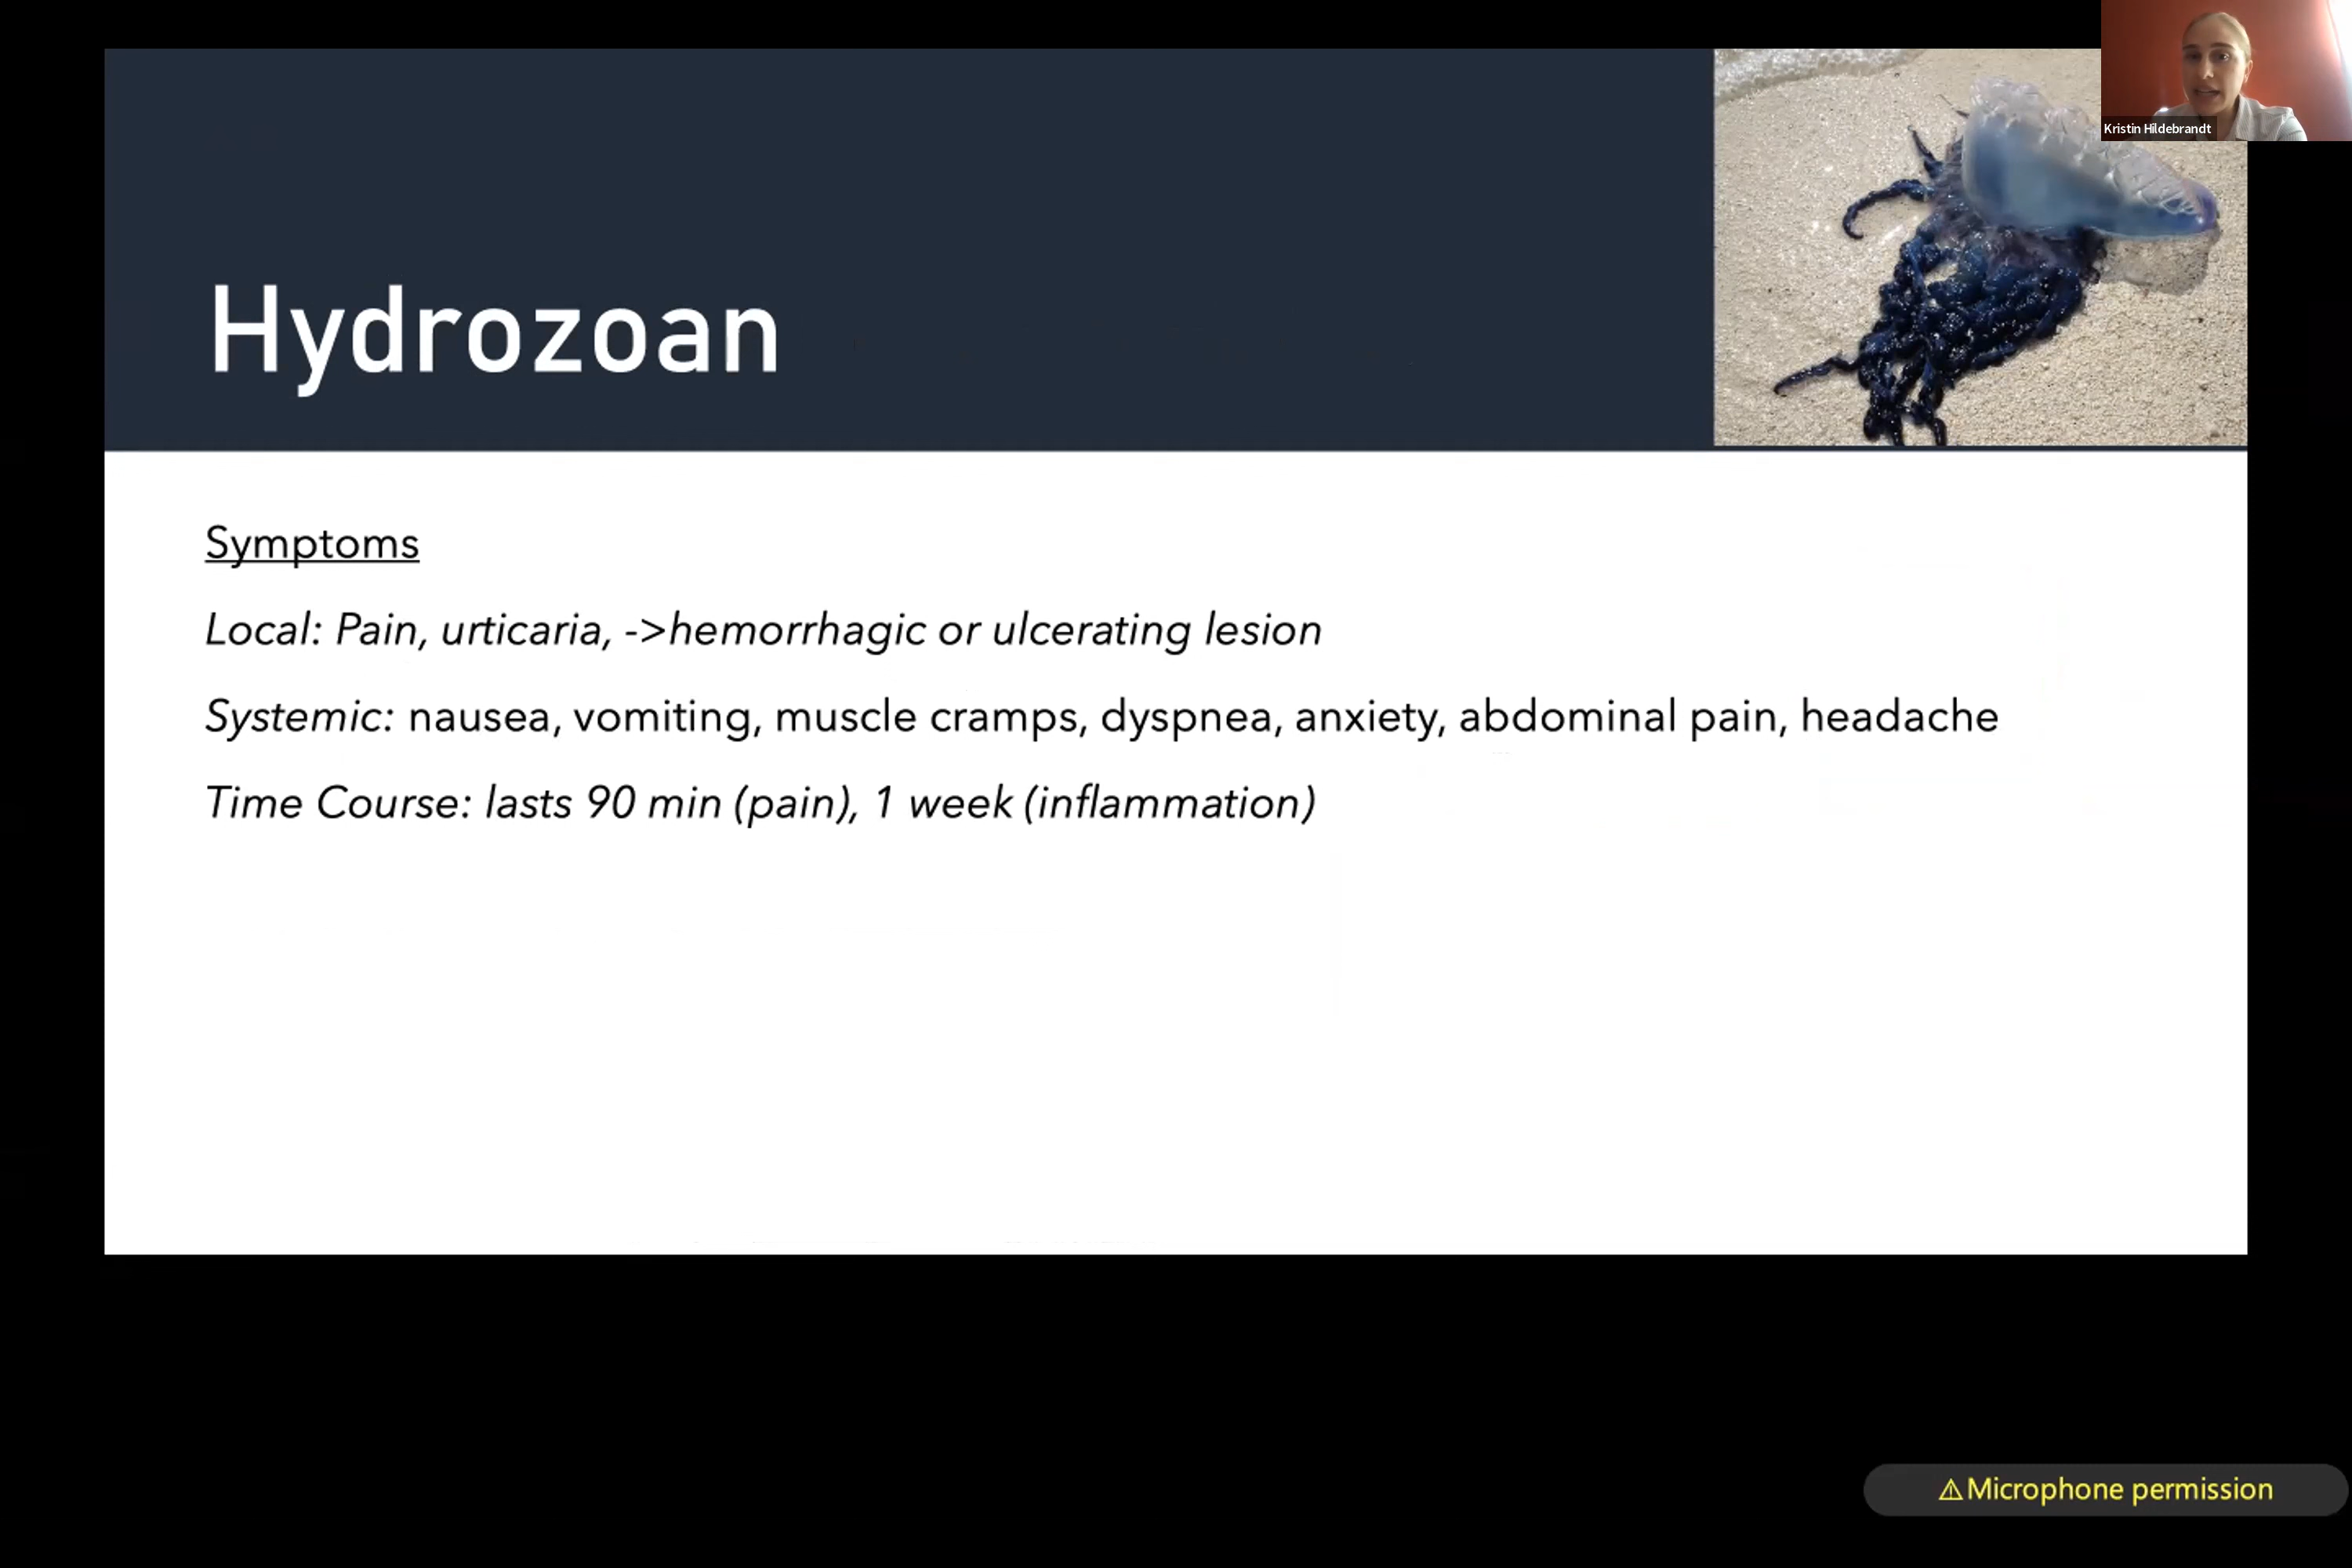 Kristin Hildebrandt
Hydrozoan
Symptoms
Local: Pain, urticaria, ->hemorrhagic or ulcerating lesion
Systemic: nausea, vomiting, muscle cramps, dyspnea, anxiety, abdominal pain, headache
Time Course: lasts 90 min (pain), 1 week (inflammation)
⚠Microphone permission